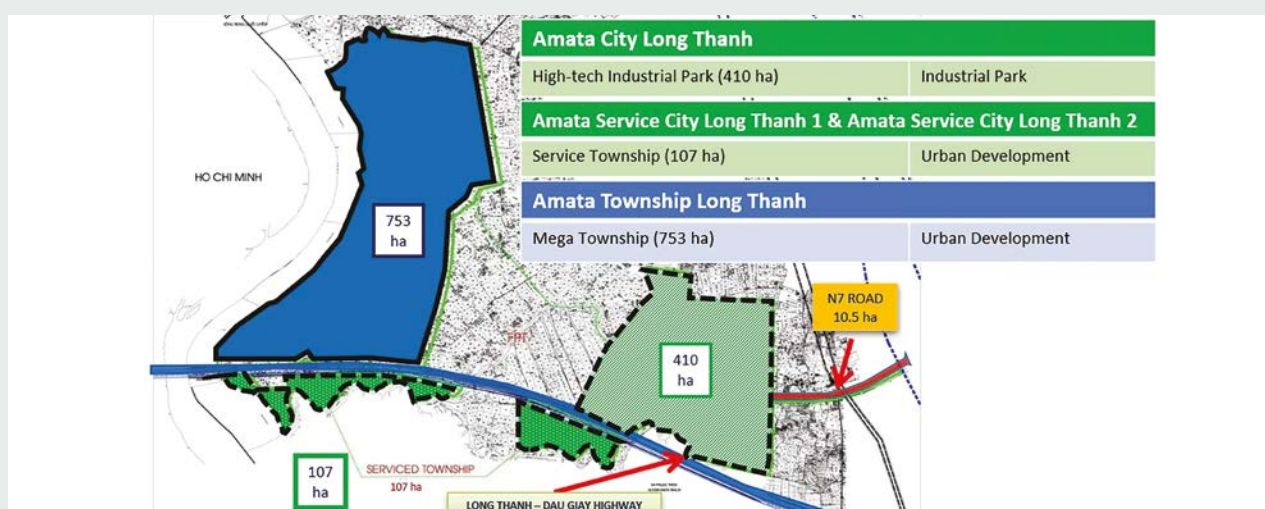 Amata City Long Thanh
High-tech Industrial Park (410 ha) Industrial Park
Amata Service City Long Thanh 1 & Amata Service City Long Thanh 2
Service Township (107 ha) Urban Development
Amata Township Long Thanh
Mega Township (753 ha) Urban Development
HO CHI MINH
753
ha
N7 ROAD
10.5 ha
FPT
410
ha
107
ha
SERVICED TOWNSHIP
107 ha
LONG THANH – DAU GIAY HIGHWAY